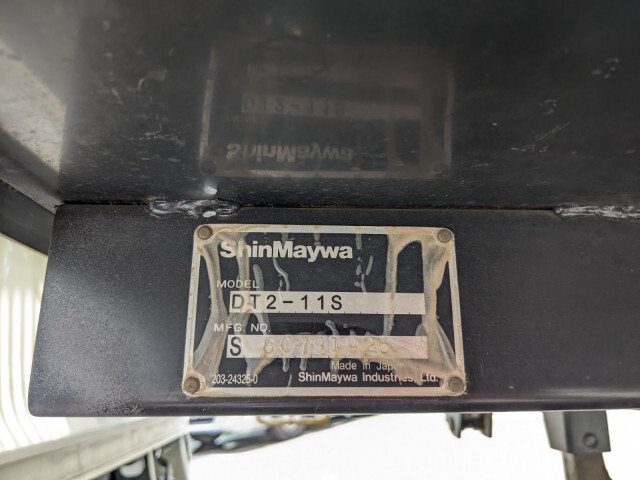 ShinMaywa
MODEL
DT2-11S
MFG. NO.
S
Made in Japan
203-24326-0
ShinMaywa Industries, Ltd.